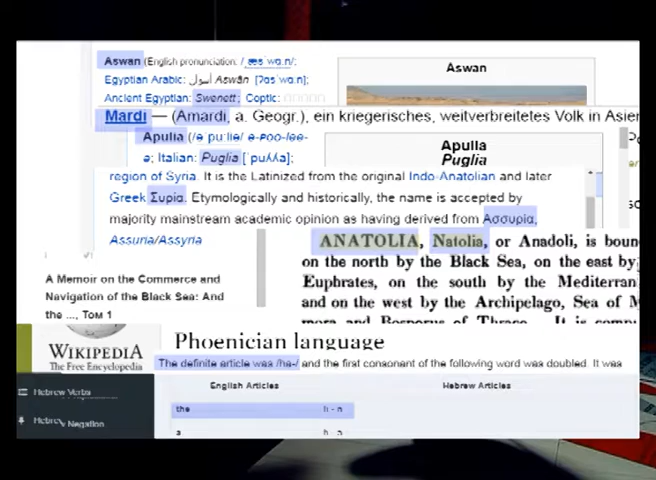 Aswan (English pronunciation: /
Egyptian Arabic: أسوان Aswān
Ancient Egyptian: Swenett; Coptic:
Aswan
Mardi — (Amardi, a. Geogr.), ein kriegerisches, weitverbreitetes Volk in Asien
Apulia
Italian: Puglia
Apulia
Puglia
region of Syria. It is the Latinized from the original Indo-Anatolian and later
Greek Συρία. Etymologically and historically, the name is accepted by
majority mainstream academic opinion as having derived from Ασσυρία,
Assuria/Assyria
ANATOLIA, Natolia, or Anadoli, is boun
on the north by the Black Sea, on the east by
Euphrates, on the south by the Mediterran
and on the west by the Archipelago, Sea of M
A Memoir on the Commerce and
Navigation of the Black Sea: And
the ..., Том 1
WIKIPEDIA
The Free Encyclopedia
Phoenician language
The definite article was /ha-/ and the first consonant of the following word was doubled. It was
English Articles
Hebrew Articles
the
a
Hebrew Verbs
Hebrew Negation